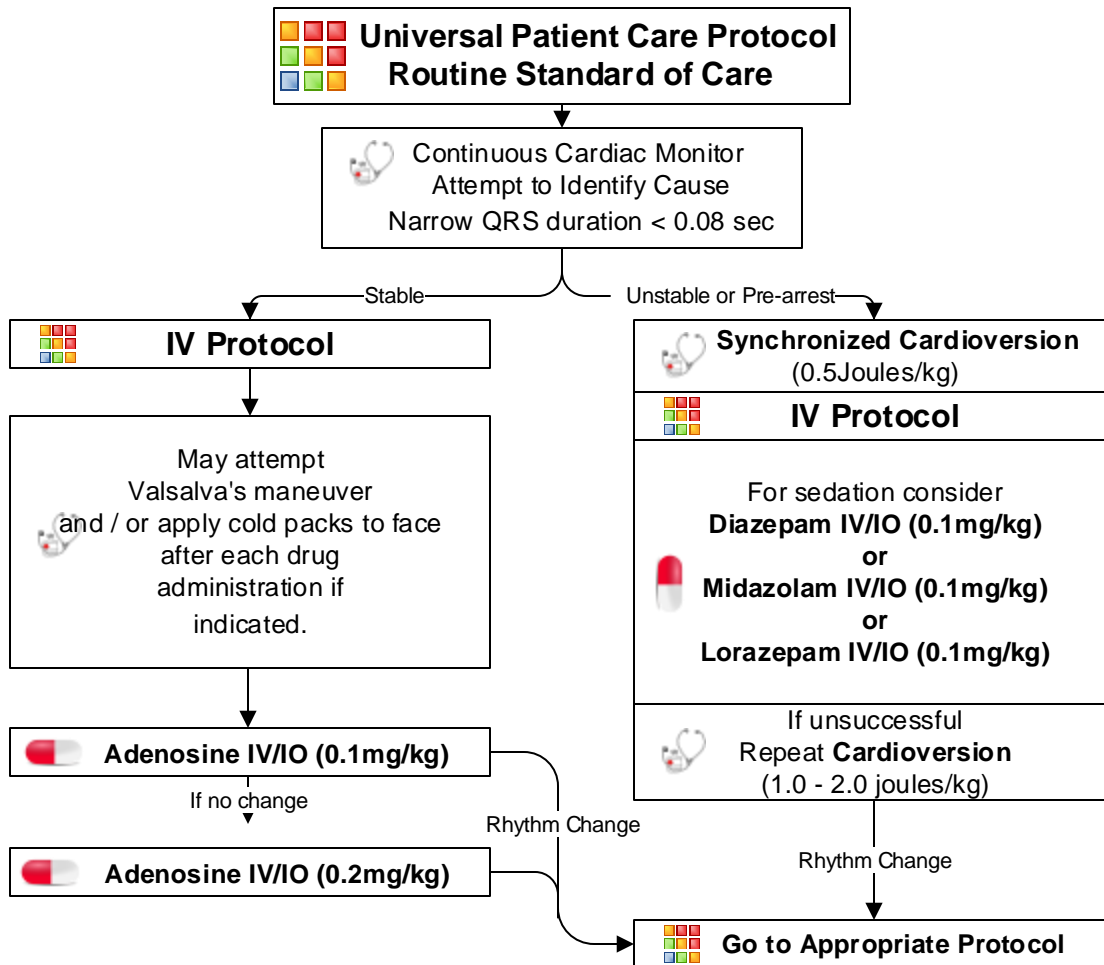 Universal Patient Care Protocol
Routine Standard of Care
Continuous Cardiac Monitor
Attempt to Identify Cause
Narrow QRS duration < 0.08 sec
Stable
Unstable or Pre-arrest
IV Protocol
May attempt
Valsalva's maneuver
and / or apply cold packs to face
after each drug
administration if
indicated.
Adenosine IV/IO (0.1mg/kg)
If no change
Adenosine IV/IO (0.2mg/kg)
Rhythm Change
Synchronized Cardioversion
(0.5Joules/kg)
IV Protocol
For sedation consider
Diazepam IV/IO (0.1mg/kg)
or
Midazolam IV/IO (0.1mg/kg)
or
Lorazepam IV/IO (0.1mg/kg)
If unsuccessful
Repeat Cardioversion
(1.0 - 2.0 joules/kg)
Rhythm Change
Go to Appropriate Protocol